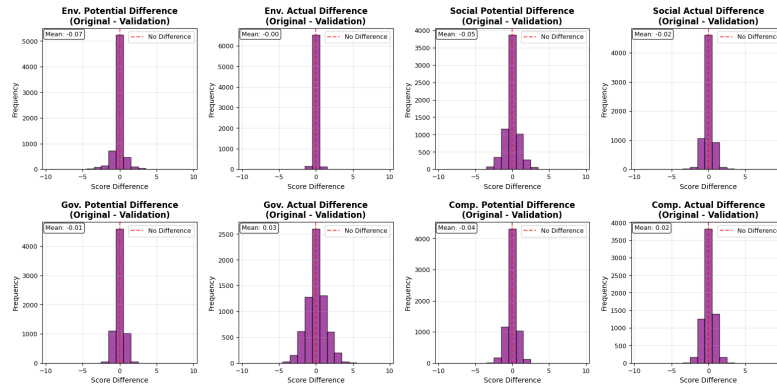 Env. Potential Difference
(Original - Validation)
Mean: -0.07
No Difference
5000
4000
3000
2000
1000
0
Frequency
-10 -5 0 5 10
Score Difference
Env. Actual Difference
(Original - Validation)
Mean: -0.00
No Difference
6000
5000
4000
3000
2000
1000
0
Frequency
-10 -5 0 5 10
Score Difference
Social Potential Difference
(Original - Validation)
Mean: -0.05
No Difference
4000
3500
3000
2500
2000
1500
1000
500
0
Frequency
-10 -5 0 5 10
Score Difference
Social Actual Difference
(Original - Validation)
Mean: -0.02
No Difference
4000
3000
2000
1000
0
Frequency
-10 -5 0 5
Score Difference
Gov. Potential Difference
(Original - Validation)
Mean: -0.01
No Difference
4000
3000
2000
1000
0
Frequency
-10 -5 0 5 10
Score Difference
Gov. Actual Difference
(Original - Validation)
Mean: 0.03
No Difference
2500
2000
1500
1000
500
0
Frequency
-10 -5 0 5 10
Score Difference
Comp. Potential Difference
(Original - Validation)
Mean: -0.04
No Difference
4000
3000
2000
1000
0
Frequency
-10 -5 0 5 10
Score Difference
Comp. Actual Difference
(Original - Validation)
Mean: 0.02
No Difference
4000
3500
3000
2500
2000
1500
1000
500
0
Frequency
-10 -5 0 5
Score Difference